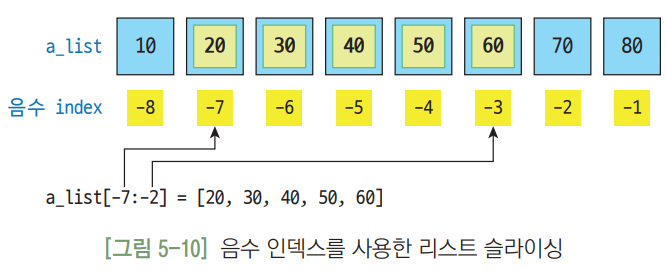 a_list 10 20 30 40 50 60 70 80
음수 index -8 -7 -6 -5 -4 -3 -2 -1
a_list[-7:-2] = [20, 30, 40, 50, 60]
[그림 5-10] 음수 인덱스를 사용한 리스트 슬라이싱